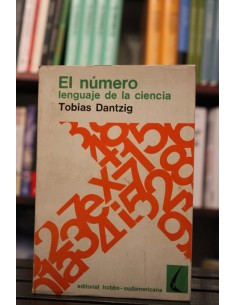 El número
lenguaje de la ciencia
Tobias Dantzig
editorial hobbs - sudamericana